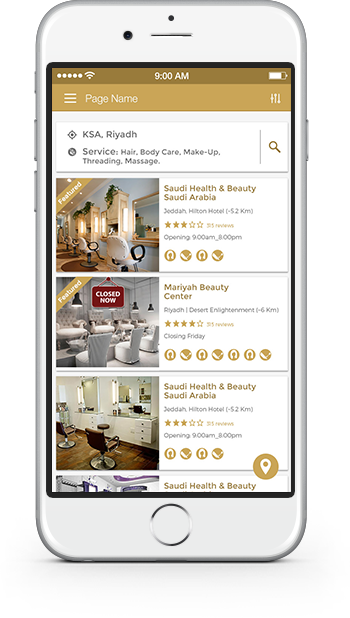 9:00 AM
Page Name
KSA, Riyadh
Service: Hair, Body Care, Make-Up,
Threading, Massage.
Featured
Saudi Health & Beauty
Saudi Arabia
Jeddah, Hilton Hotel (~5.2 Km)
315 reviews
Opening: 9:00am_8:00pm
Featured
CLOSED
NOW
Mariyah Beauty
Center
Riyadh | Desert Enlightenment (~6 Km)
315 reviews
Closing Friday
Saudi Health & Beauty
Saudi Arabia
Jeddah, Hilton Hotel (~5.2 Km)
315 reviews
Opening: 9:00am_8:00pm
Saudi Health & Beauty